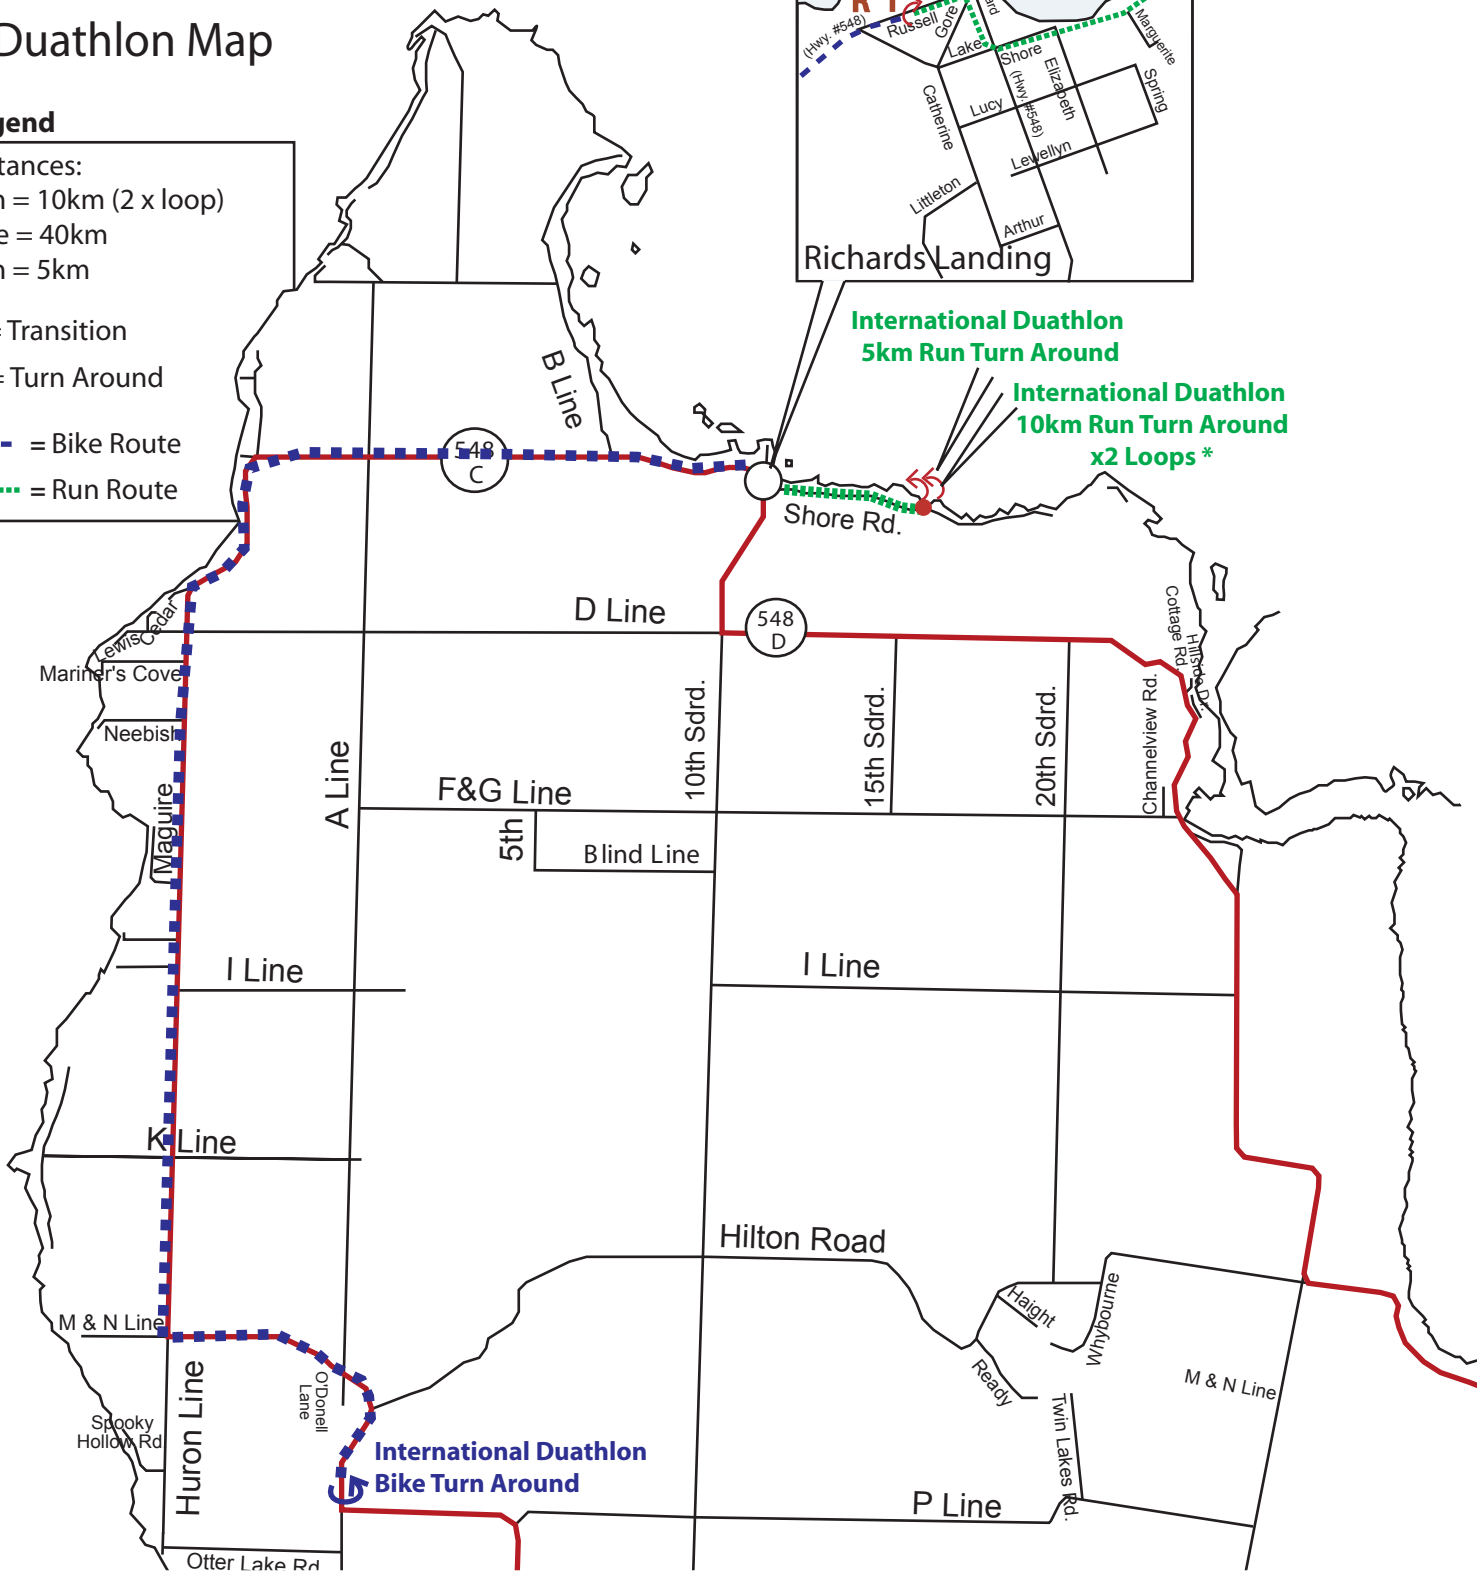 Duathlon Map
gend
tances:
n = 10km (2 x loop)
e = 40km
n = 5km
= Transition
= Turn Around
= Bike Route
= Run Route
R T
(Hwy. #548)
Russell
Gore
ard
Lake
Shore
Marguerite
(Hwy. #548)
Elizabeth
Spring
Catherine
Lucy
Lewellyn
Littleton
Arthur
Richards Landing
International Duathlon
5km Run Turn Around
International Duathlon
10km Run Turn Around
x2 Loops *
B Line
548
C
Shore Rd.
D Line
548
D
Lewis
Cedar
Mariner's Cove
Neebish
Maguire
A Line
F&G Line
5th
Blind Line
10th Sdrd.
15th Sdrd.
20th Sdrd.
Channelview Rd.
Cottage Rd.
Hillside Dr.
I Line
I Line
K Line
Hilton Road
Haight
Whybourne
Ready
M & N Line
M & N Line
Twin Lakes Rd.
O'Donell
Lane
Spooky
Hollow Rd
Huron Line
International Duathlon
Bike Turn Around
P Line
Otter Lake Rd